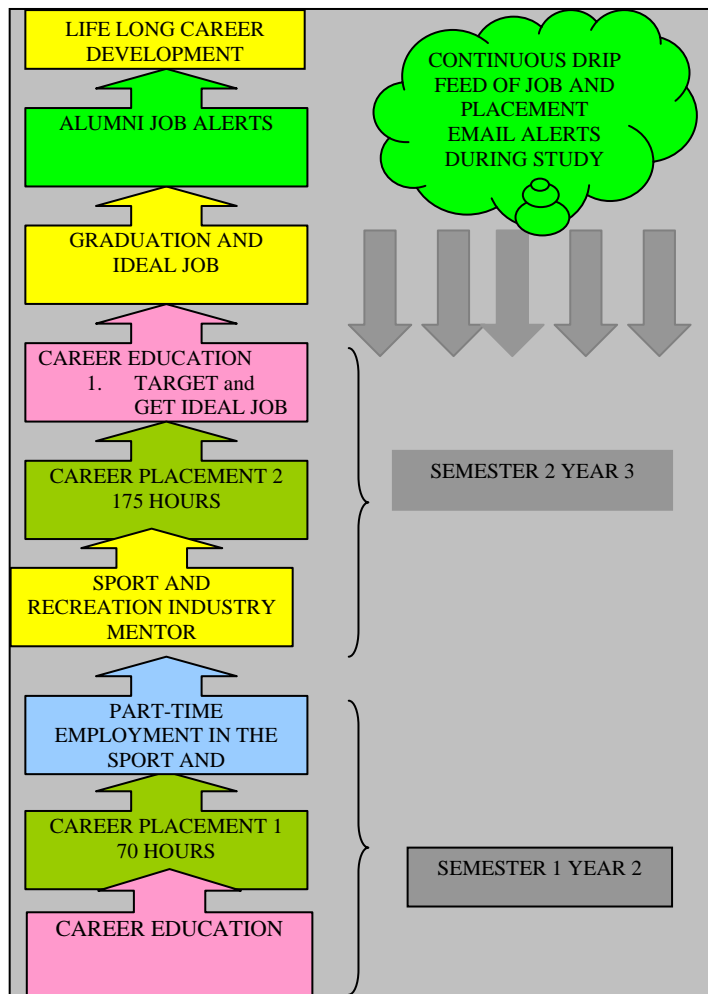 LIFE LONG CAREER
DEVELOPMENT
CONTINUOUS DRIP
FEED OF JOB AND
PLACEMENT
EMAIL ALERTS
DURING STUDY
ALUMNI JOB ALERTS
GRADUATION AND
IDEAL JOB
CAREER EDUCATION
1. TARGET and
GET IDEAL JOB
CAREER PLACEMENT 2
175 HOURS
SEMESTER 2 YEAR 3
SPORT AND
RECREATION INDUSTRY
MENTOR
PART-TIME
EMPLOYMENT IN THE
SPORT AND
CAREER PLACEMENT 1
70 HOURS
SEMESTER 1 YEAR 2
CAREER EDUCATION